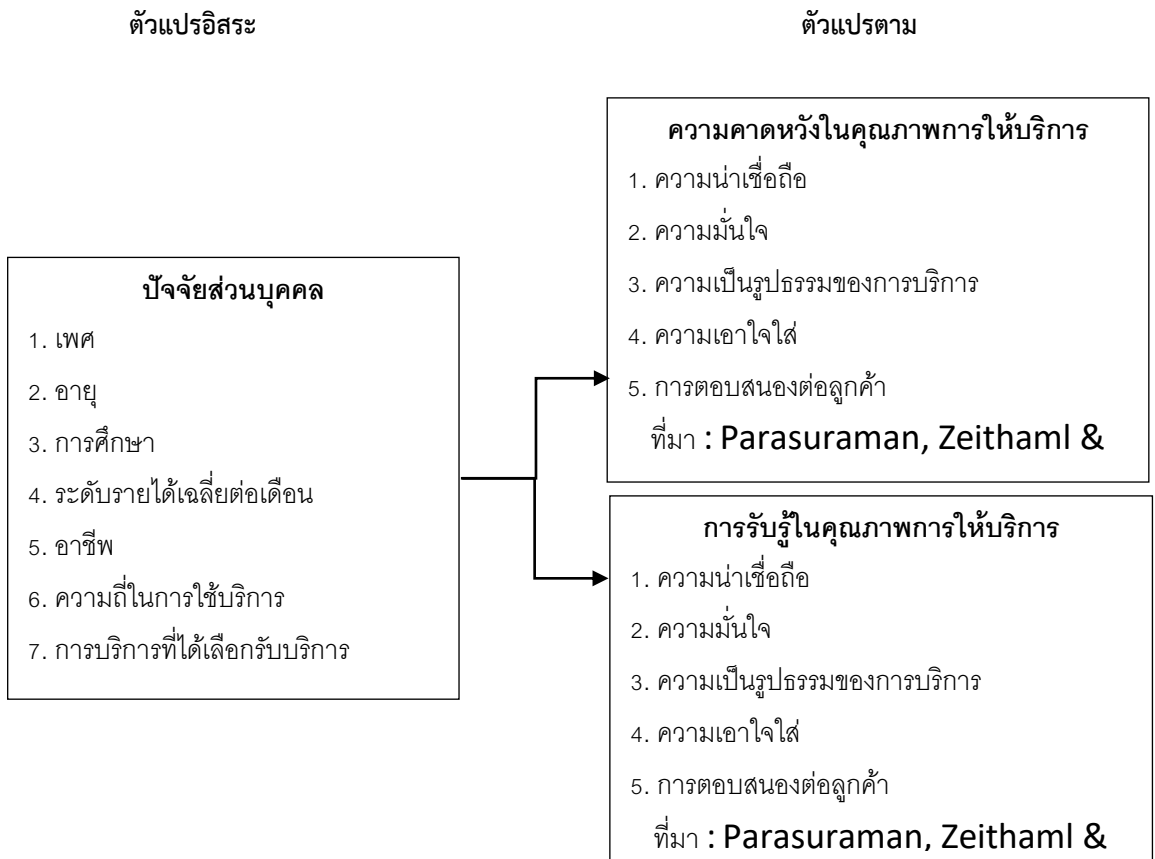 ตัวแปรอิสระ
ตัวแปรตาม
ปัจจัยส่วนบุคคล
1. เพศ
2. อายุ
3. การศึกษา
4. ระดับรายได้เฉลี่ยต่อเดือน
5. อาชีพ
6. ความถี่ในการใช้บริการ
7. การบริการที่ได้เลือกรับบริการ
ความคาดหวังในคุณภาพการให้บริการ
1. ความน่าเชื่อถือ
2. ความมั่นใจ
3. ความเป็นรูปธรรมของการบริการ
4. ความเอาใจใส่
5. การตอบสนองต่อลูกค้า
ที่มา : Parasuraman, Zeithaml &
การรับรู้ในคุณภาพการให้บริการ
1. ความน่าเชื่อถือ
2. ความมั่นใจ
3. ความเป็นรูปธรรมของการบริการ
4. ความเอาใจใส่
5. การตอบสนองต่อลูกค้า
ที่มา : Parasuraman, Zeithaml &